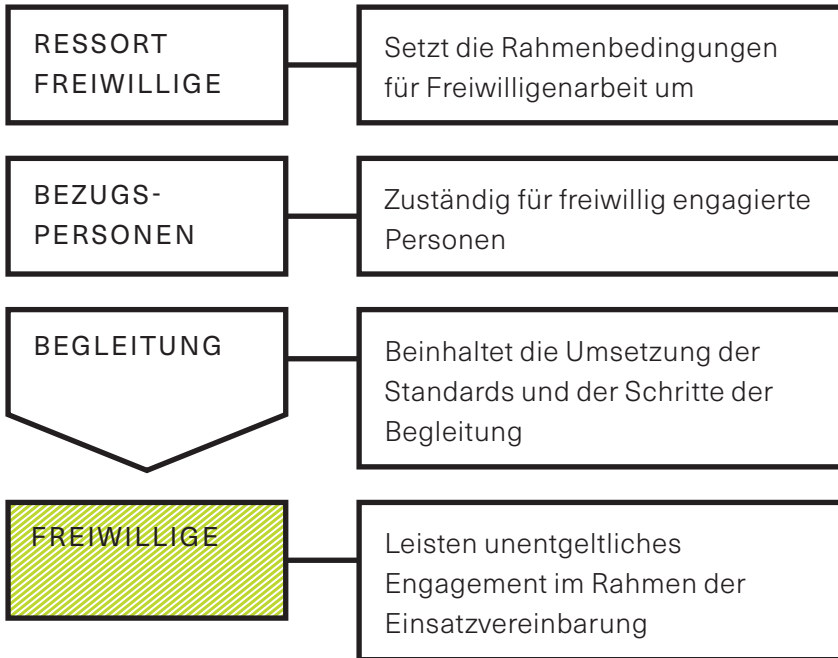 RESSORT
FREIWILLIGE
Setzt die Rahmenbedingungen
für Freiwilligenarbeit um
BEZUGS-
PERSONEN
Zuständig für freiwillig engagierte
Personen
BEGLEITUNG
Beinhaltet die Umsetzung der
Standards und der Schritte der
Begleitung
FREIWILLIGE
Leisten unentgeltliches
Engagement im Rahmen der
Einsatzvereinbarung